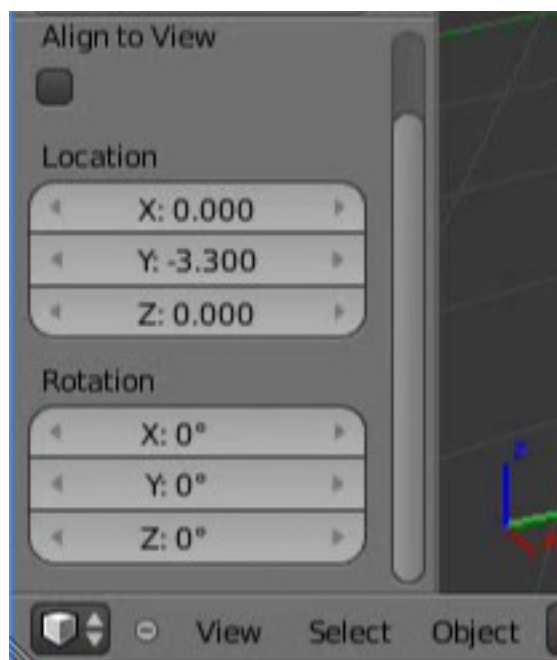 Align to View
Location
X: 0.000
Y: -3.300
Z: 0.000
Rotation
X: 0°
Y: 0°
Z: 0°
z
View Select Object